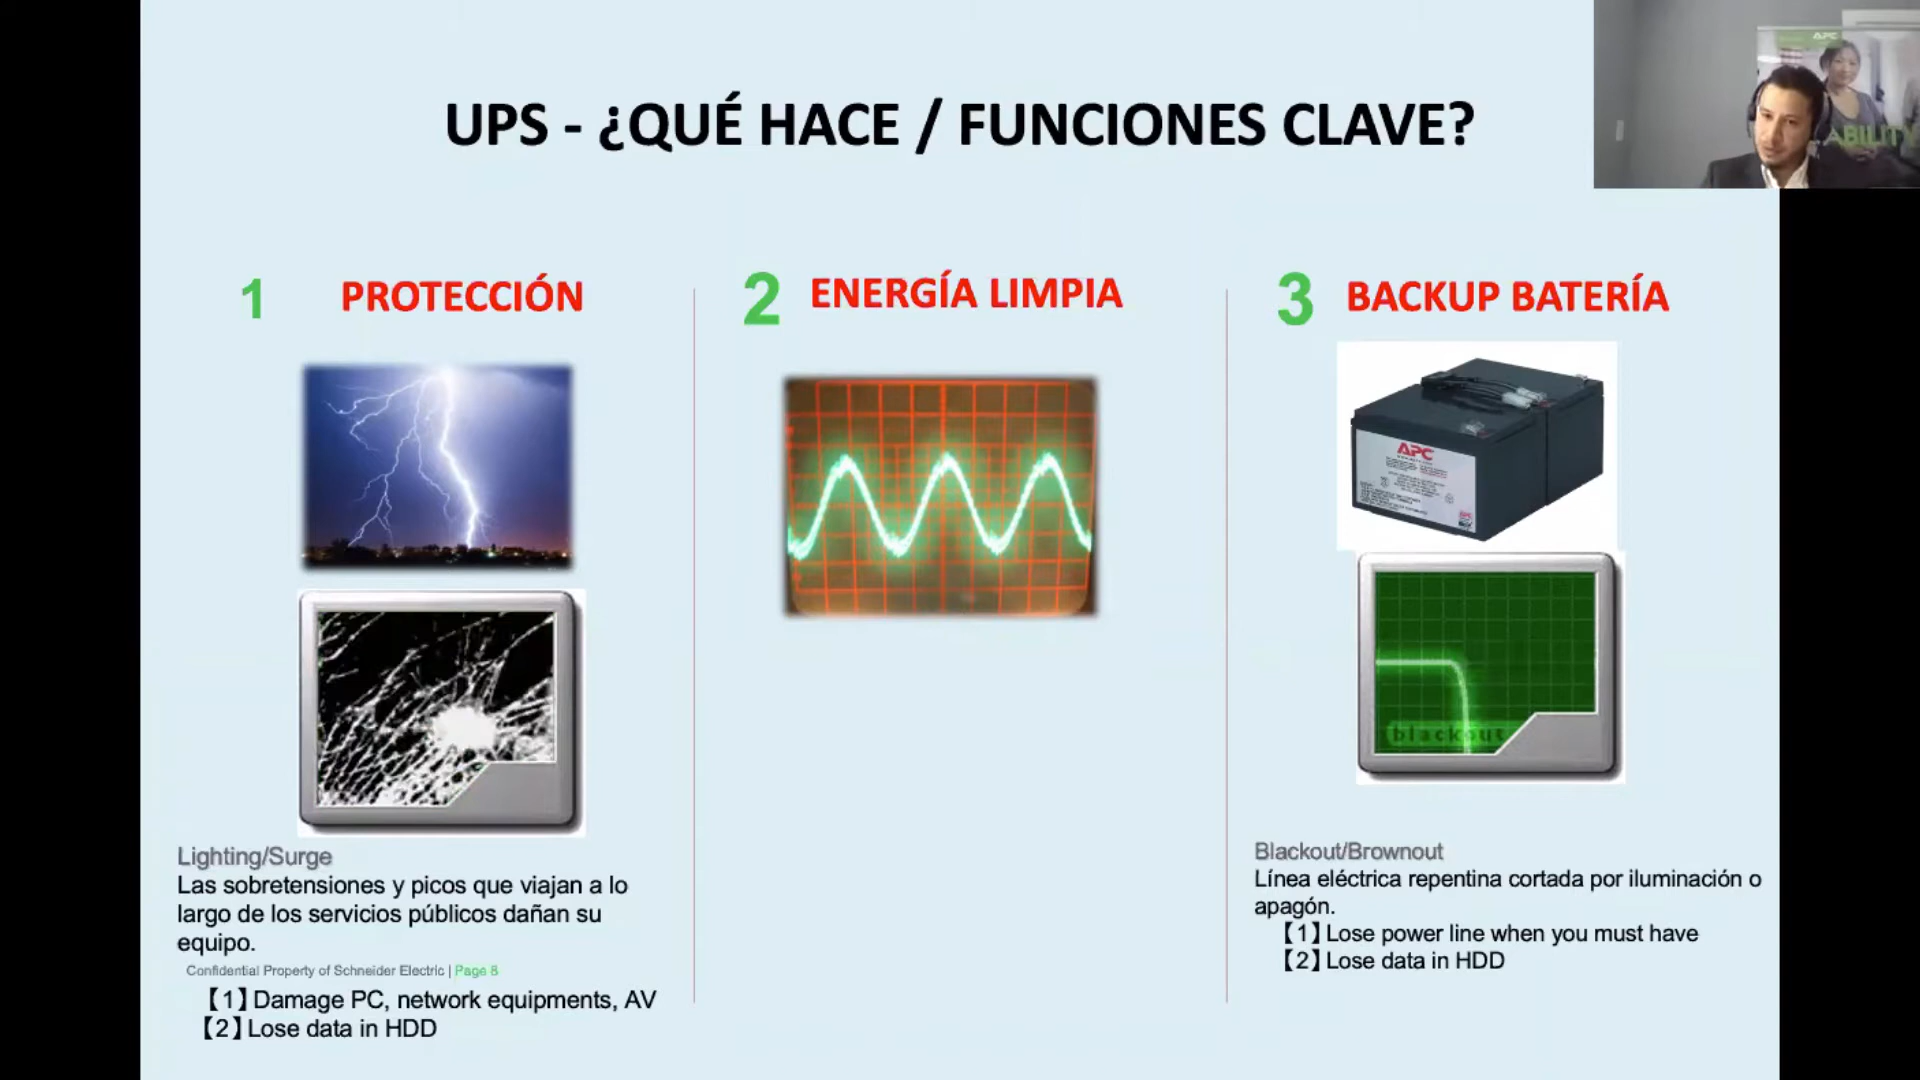 UPS - ¿QUÉ HACE / FUNCIONES CLAVE?
APC
ABILITY
1 PROTECCIÓN
2 ENERGÍA LIMPIA
3 BACKUP BATERÍA
APC
blackout
Lighting/Surge
Las sobretensiones y picos que viajan a lo
largo de los servicios públicos dañan su
equipo.
Confidential Property of Schneider Electric | Page 8
【1】Damage PC, network equipments, AV
【2】Lose data in HDD
Blackout/Brownout
Línea eléctrica repentina cortada por iluminación o
apagón.
【1】Lose power line when you must have
【2】Lose data in HDD